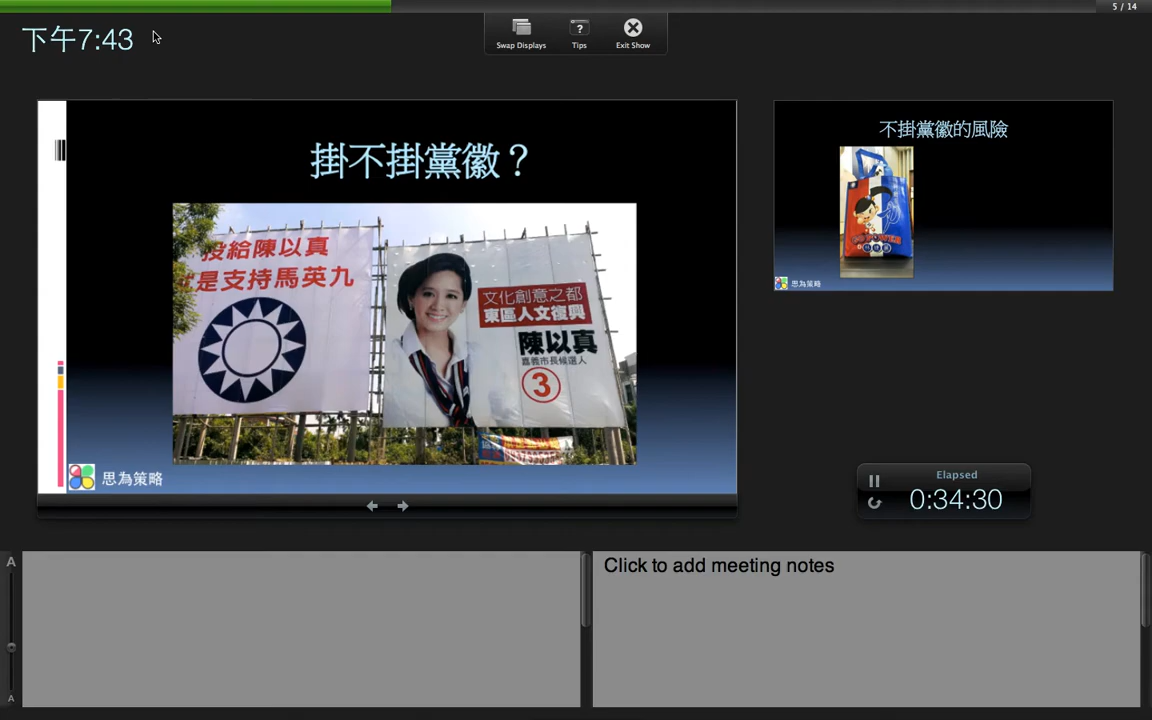 5 / 14
下午7:43
Swap Displays
Tips
Exit Show
掛不掛黨徽？
投給陳以真
是支持馬英九
文化創意之都
東區人文復興
陳以真
嘉義市長候選人
3
思為策略
不掛黨徽的風險
思為策略
Elapsed
0:34:30
A
A
Click to add meeting notes